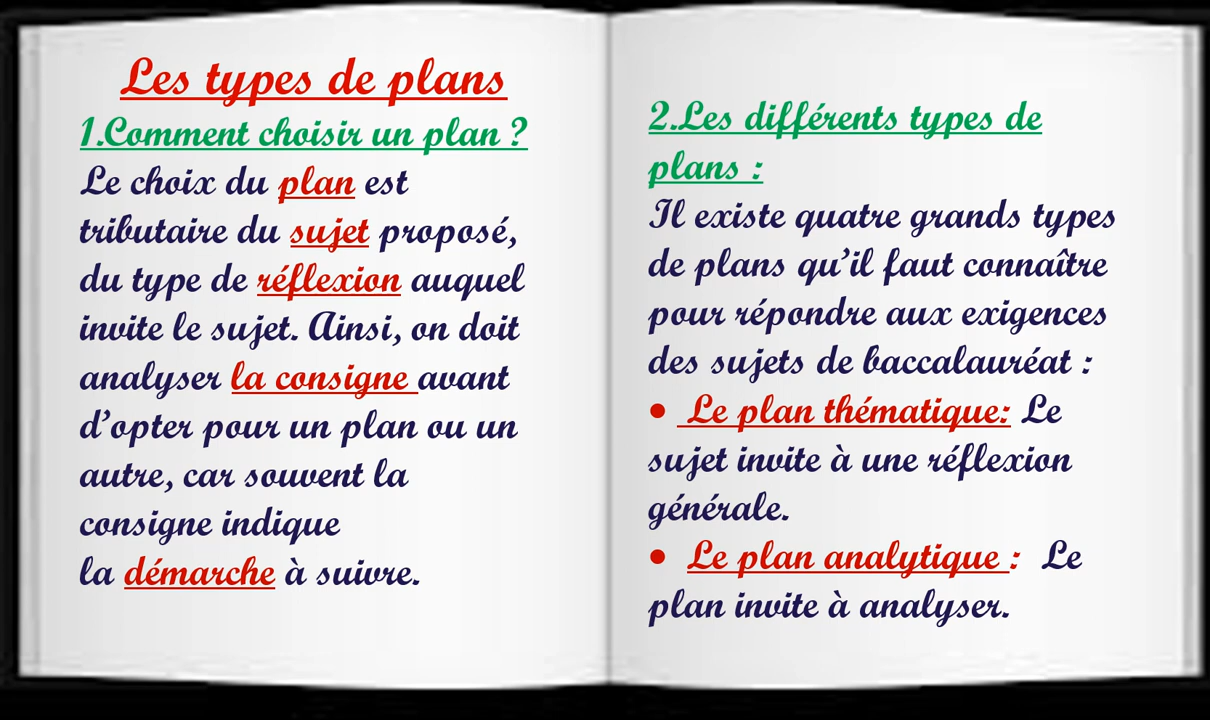 Les types de plans
1.Comment choisir un plan ?
Le choix du plan est
tributaire du sujet proposé,
du type de réflexion auquel
invite le sujet. Ainsi, on doit
analyser la consigne avant
d'opter pour un plan ou un
autre, car souvent la
consigne indique
la démarche à suivre.
2.Les différents types de
plans :
Il existe quatre grands types
de plans qu'il faut connaître
pour répondre aux exigences
des sujets de baccalauréat :
• Le plan thématique: Le
sujet invite à une réflexion
générale.
• Le plan analytique : Le
plan invite à analyser.